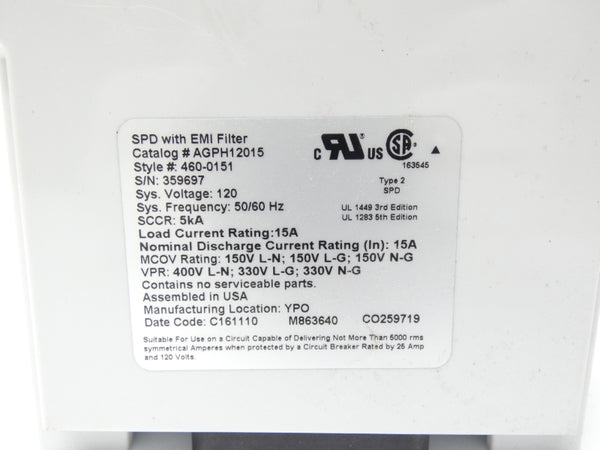 SPD with EMI Filter
Catalog # AGPH12015
Style #: 460-0151
S/N: 359697
Sys. Voltage: 120
Sys. Frequency: 50/60 Hz
SCCR: 5kA
Load Current Rating:15A
Nominal Discharge Current Rating (In): 15A
MCOV Rating: 150V L-N; 150V L-G; 150V N-G
VPR: 400V L-N; 330V L-G; 330V N-G
Contains no serviceable parts.
Assembled in USA
Manufacturing Location: YPO
Date Code: C161110 M863640 CO259719
Suitable For Use on a Circuit Capable of Delivering Not More Than 5000 rms
symmetrical Amperes when protected by a Circuit Breaker Rated by 25 Amp
and 120 Volts.
C RU US SA
163645
Type 2
SPD
UL 1449 3rd Edition
UL 1283 5th Edition